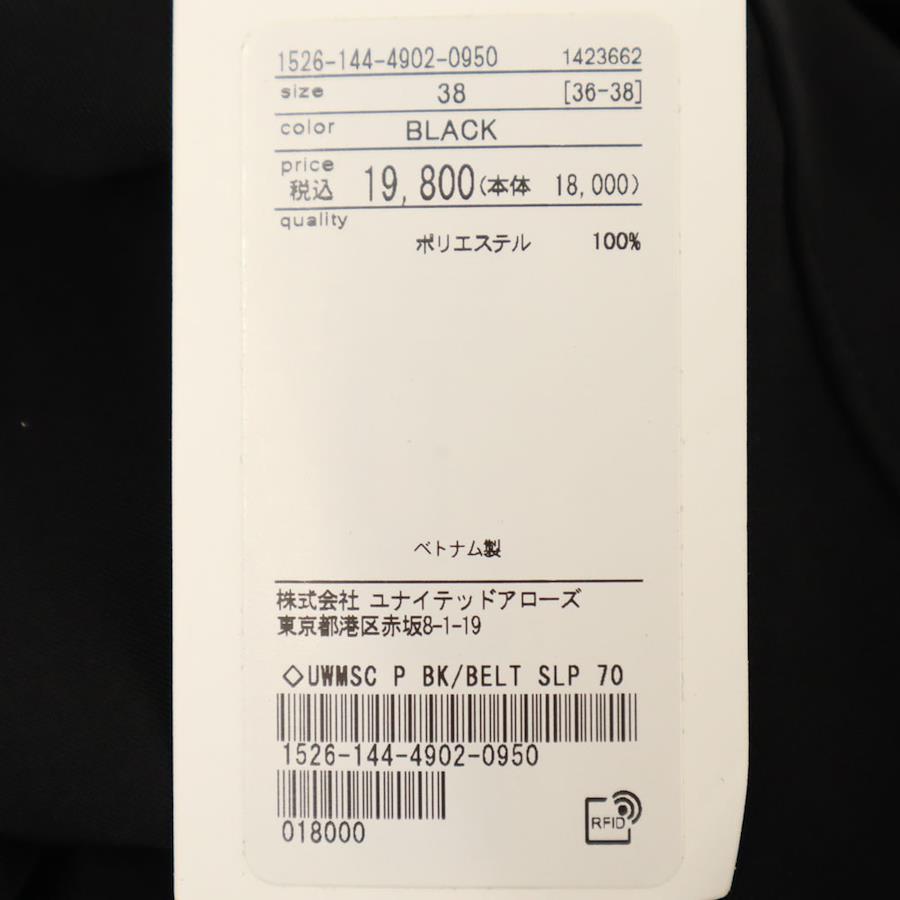 1526-144-4902-0950 1423662
size 38 [36-38]
color BLACK
price
税込 19,800(本体 18,000)
quality
ポリエステル 100%
ベトナム製
株式会社 ユナイテッドアローズ
東京都港区赤坂8-1-19
◇UWMSC P BK/BELT SLP 70
1526-144-4902-0950
018000
RFID